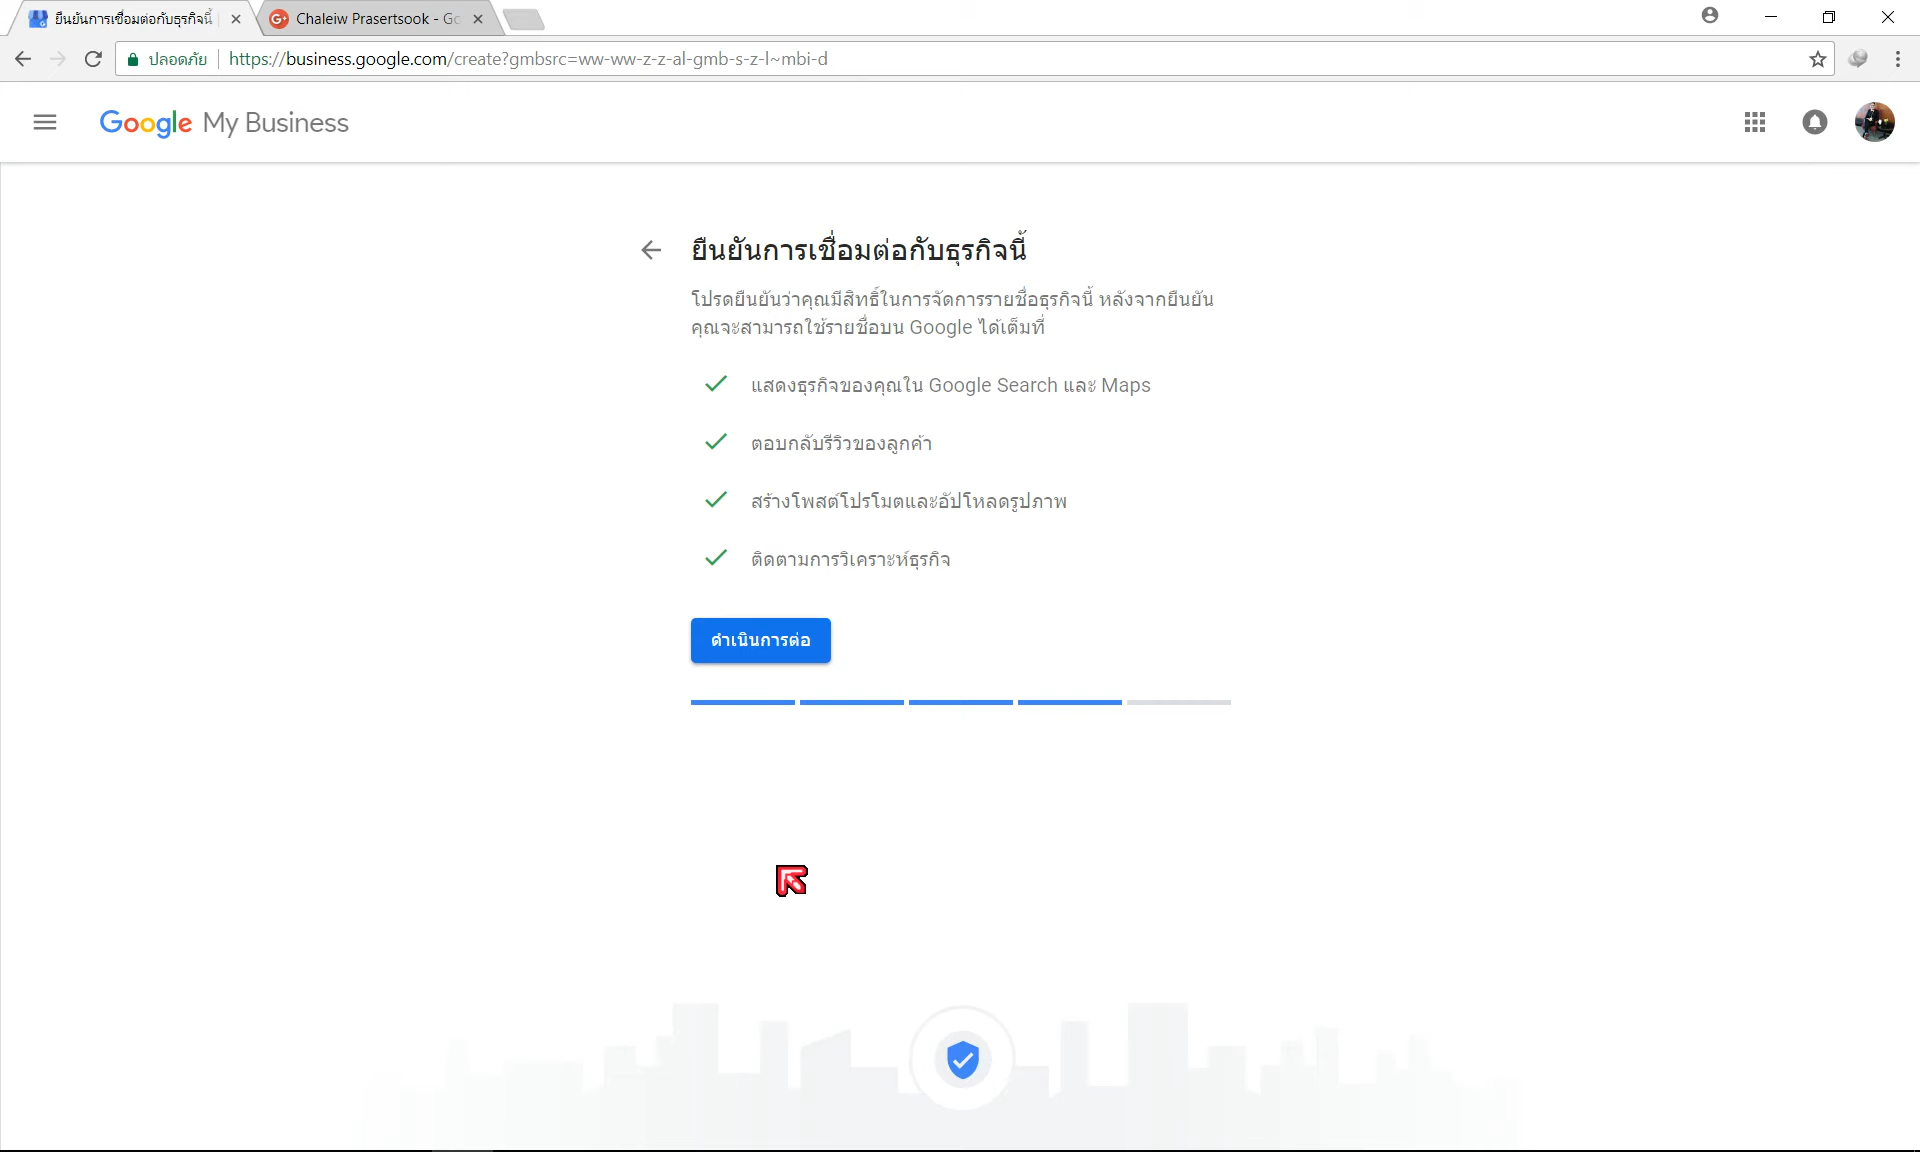 ยืนยันการเชื่อมต่อกับธุรกิจนี้
Chaleiw Prasertsook - Go
ปลอดภัย https://business.google.com/create?gmbsrc=ww-ww-z-z-al-gmb-s-z-l~mbi-d
Google My Business
ยืนยันการเชื่อมต่อกับธุรกิจนี้
โปรดยืนยันว่าคุณมีสิทธิ์ในการจัดการรายชื่อธุรกิจนี้ หลังจากยืนยัน
คุณจะสามารถใช้รายชื่อบน Google ได้เต็มที่
แสดงธุรกิจของคุณใน Google Search และ Maps
ตอบกลับรีวิวของลูกค้า
สร้างโพสต์โปรโมตและอัปโหลดรูปภาพ
ติดตามการวิเคราะห์ธุรกิจ
ดำเนินการต่อ